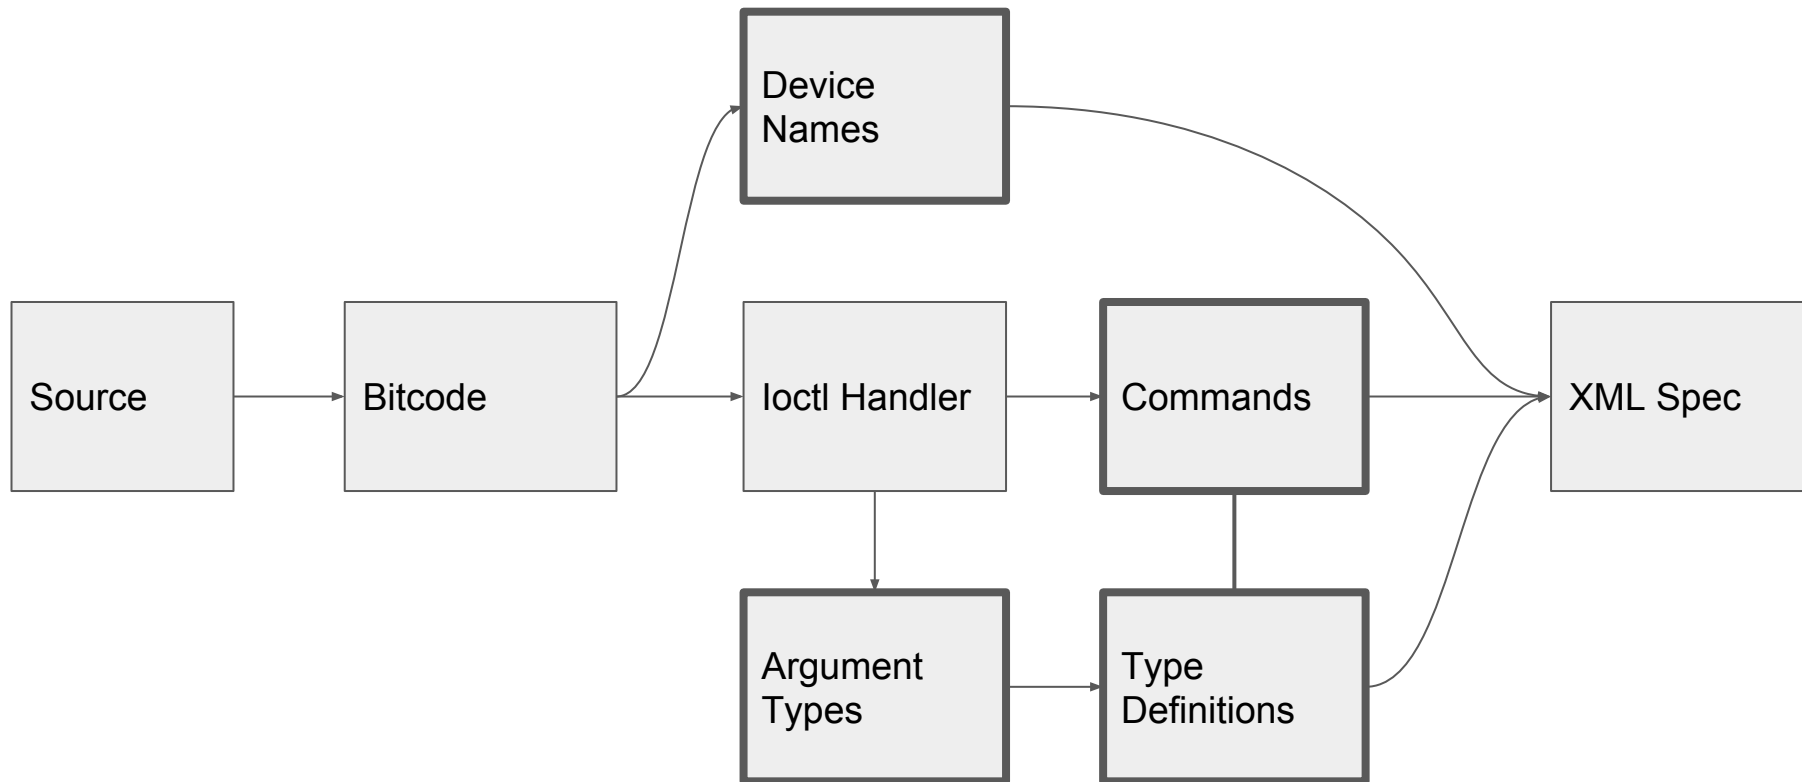 Device
Names
Source
Bitcode
Ioctl Handler
Commands
XML Spec
Argument
Types
Type
Definitions